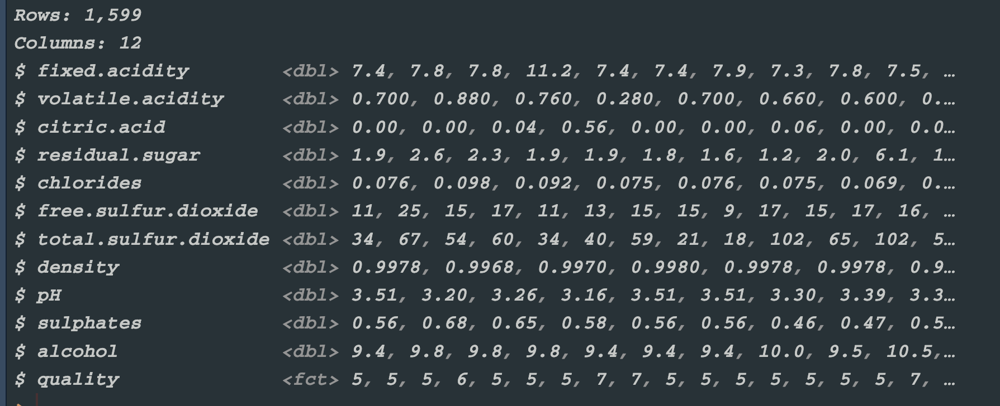 Rows: 1,599
Columns: 12
$ fixed.acidity        <dbl> 7.4, 7.8, 7.8, 11.2, 7.4, 7.4, 7.9, 7.3, 7.8, 7.5, …
$ volatile.acidity     <dbl> 0.700, 0.880, 0.760, 0.280, 0.700, 0.660, 0.600, 0.…
$ citric.acid          <dbl> 0.00, 0.00, 0.04, 0.56, 0.00, 0.00, 0.06, 0.00, 0.0…
$ residual.sugar       <dbl> 1.9, 2.6, 2.3, 1.9, 1.9, 1.8, 1.6, 1.2, 2.0, 6.1, 1…
$ chlorides            <dbl> 0.076, 0.098, 0.092, 0.075, 0.076, 0.075, 0.069, 0.…
$ free.sulfur.dioxide  <dbl> 11, 25, 15, 17, 11, 13, 15, 15, 9, 17, 15, 17, 16, …
$ total.sulfur.dioxide <dbl> 34, 67, 54, 60, 34, 40, 59, 21, 18, 102, 65, 102, 5…
$ density              <dbl> 0.9978, 0.9968, 0.9970, 0.9980, 0.9978, 0.9978, 0.9…
$ pH                   <dbl> 3.51, 3.20, 3.26, 3.16, 3.51, 3.51, 3.30, 3.39, 3.3…
$ sulphates            <dbl> 0.56, 0.68, 0.65, 0.58, 0.56, 0.56, 0.46, 0.47, 0.5…
$ alcohol              <dbl> 9.4, 9.8, 9.8, 9.8, 9.4, 9.4, 9.4, 10.0, 9.5, 10.5,…
$ quality              <fct> 5, 5, 5, 6, 5, 5, 5, 7, 7, 5, 5, 5, 5, 5, 5, 5, 7, …